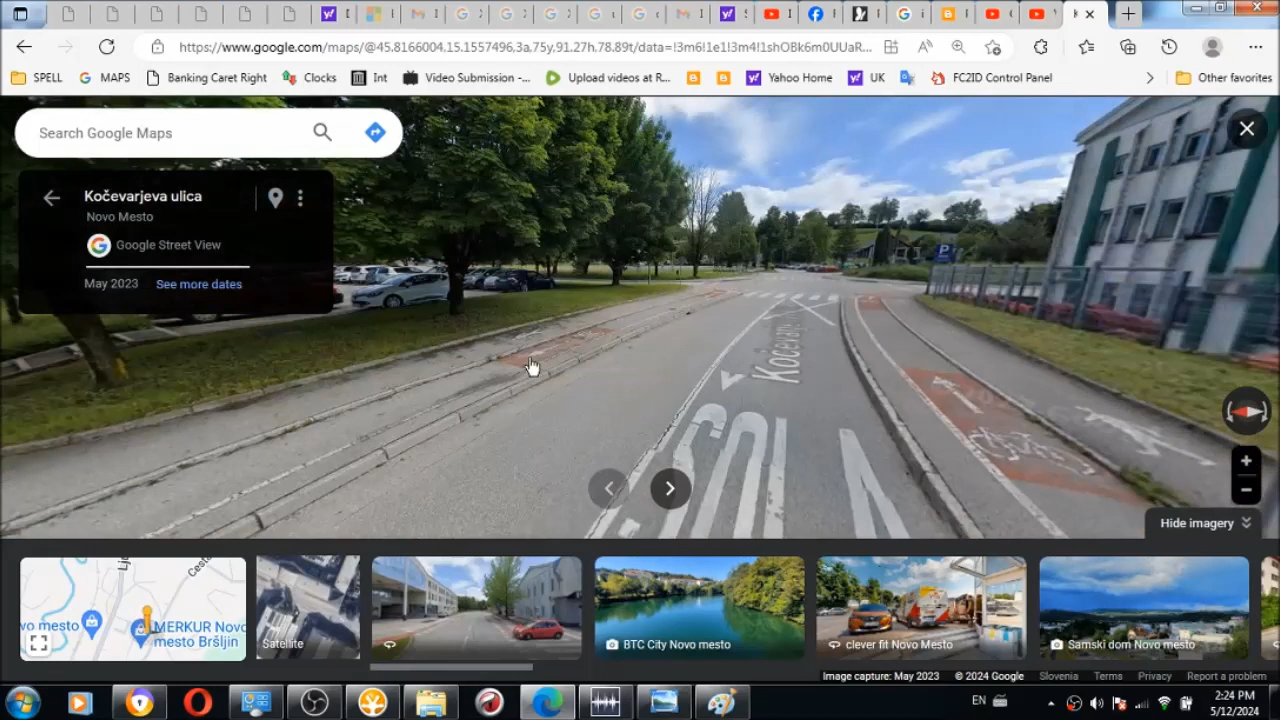 https://www.google.com/maps/@45.8166004,15.1557496,3a,75y,91.27h,78.89t/data=!3m6!1e1!3m4!1shOBk6m0UUaR...
SPELL
MAPS
Banking Caret Right
Clocks
Int
Video Submission -...
Upload videos at R...
Yahoo Home
UK
FC2ID Control Panel
Other favorites
Search Google Maps
Kočevarjeva ulica
Novo Mesto
Google Street View
May 2023 See more dates
P
ŠOLA
Hide imagery
vo mesto
MERKUR Novo
mesto Bršljin
Satellite
BTC City Novo mesto
clever fit Novo Mesto
Samski dom Novo mesto
Image capture: May 2023 © 2024 Google Slovenia Terms Privacy Report a problem
EN
2:24 PM
5/12/2024